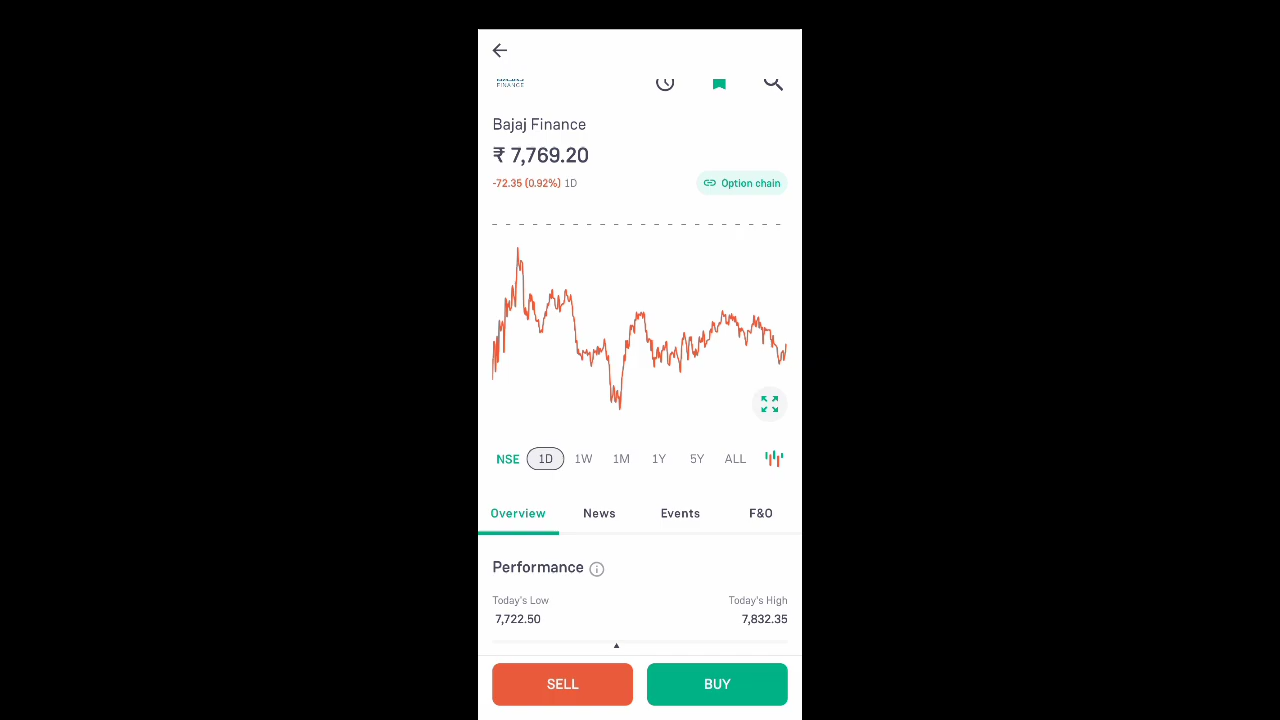 FINANCE
Bajaj Finance
₹ 7,769.20
-72.35 (0.92%) 1D
Option chain
NSE 1D 1W 1M 1Y 5Y ALL
Overview News Events F&O
Performance
Today's Low Today's High
7,722.50 7,832.35
SELL BUY